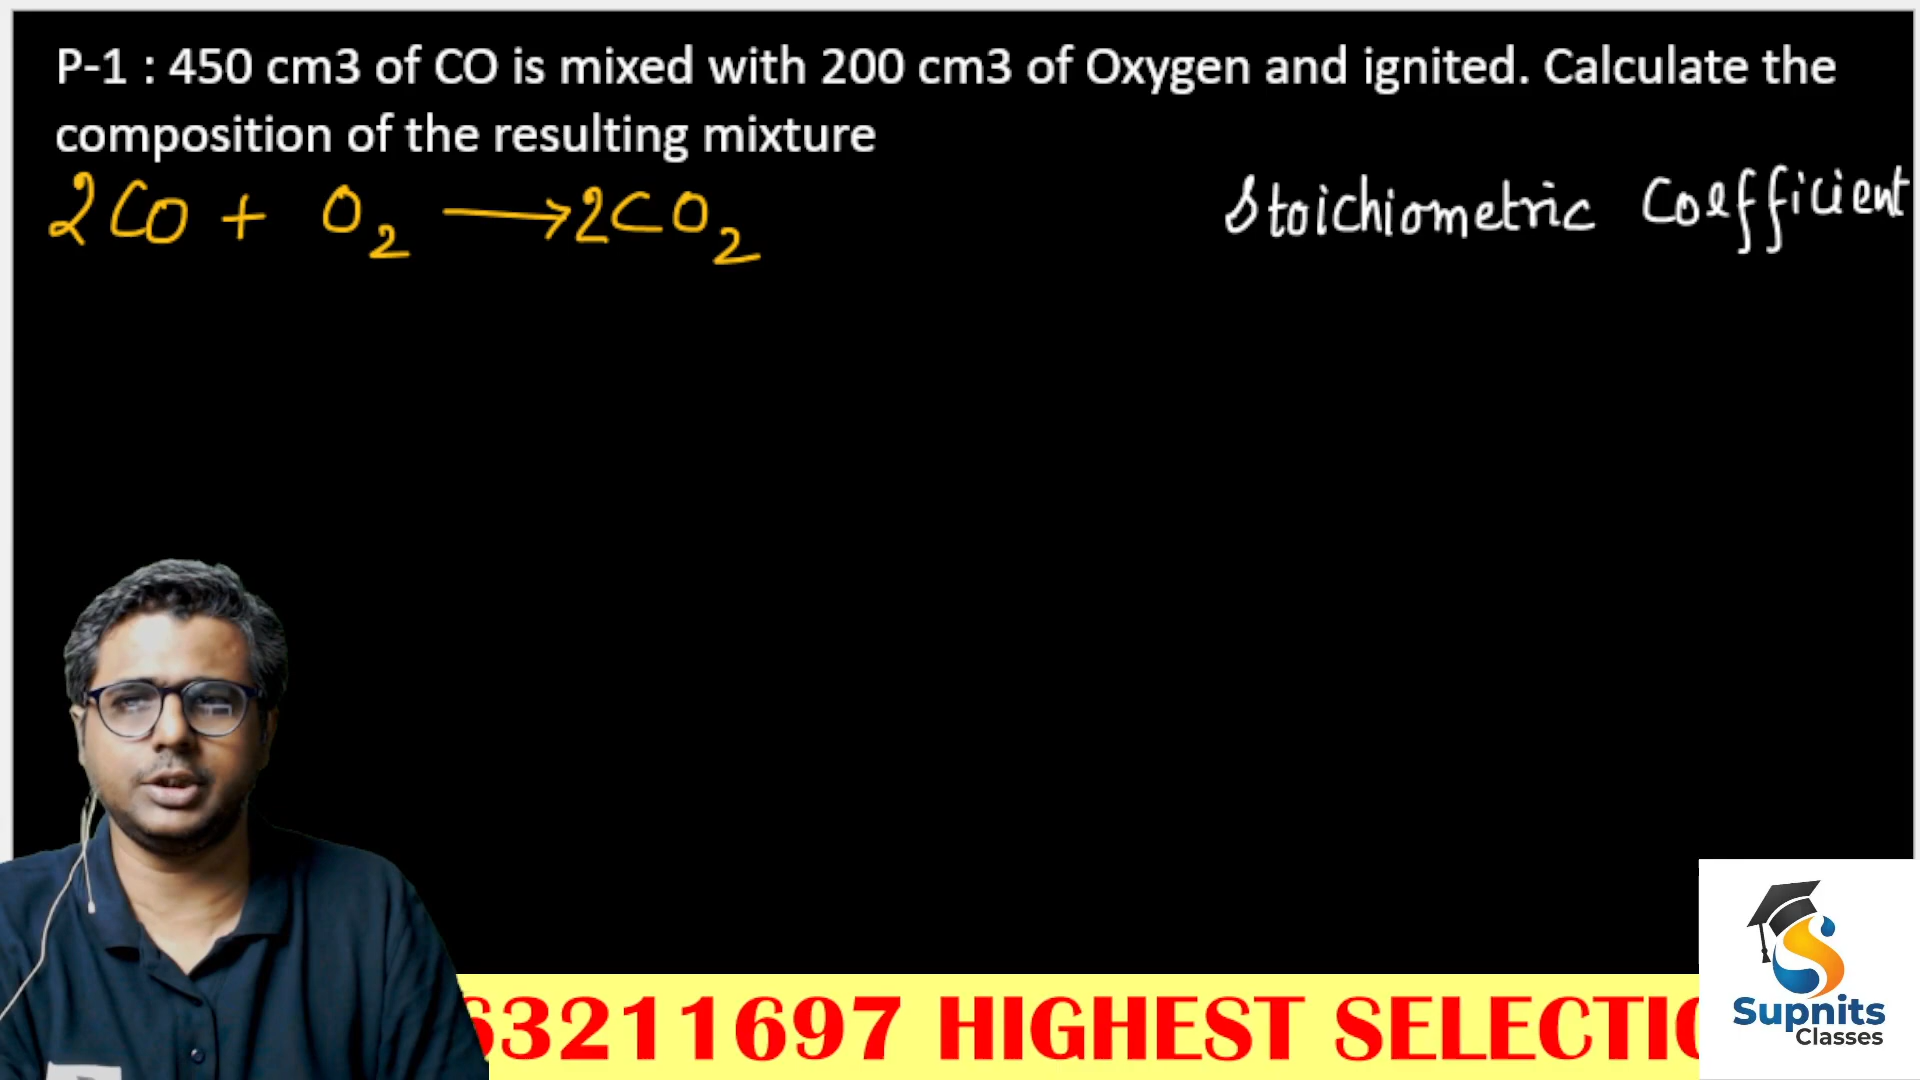 P-1 : 450 cm3 of CO is mixed with 200 cm3 of Oxygen and ignited. Calculate the
composition of the resulting mixture
2CO + O2 → 2CO2
Stoichiometric Coefficient
63211697 HIGHEST SELECTIO
Supnits
Classes